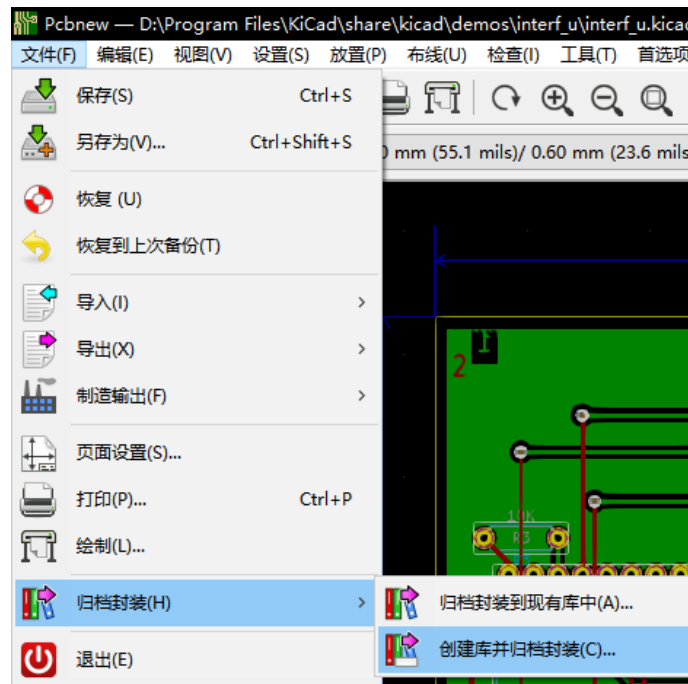 Pcbnew — D:\Program Files\KiCad\share\kicad\demos\interf_u\interf_u.kicad
文件(F) 编辑(E) 视图(V) 设置(S) 放置(P) 布线(U) 检查(I) 工具(T) 首选项
保存(S) Ctrl+S
另存为(V)... Ctrl+Shift+S
mm (55.1 mils)/ 0.60 mm (23.6 mils
恢复 (U)
恢复到上次备份(T)
导入(I)
导出(X)
制造输出(F)
页面设置(S)...
打印(P)... Ctrl+P
绘制(L)...
归档封装(H)
归档封装到现有库中(A)...
创建库并归档封装(C)...
退出(E)
1
2
10K
R3